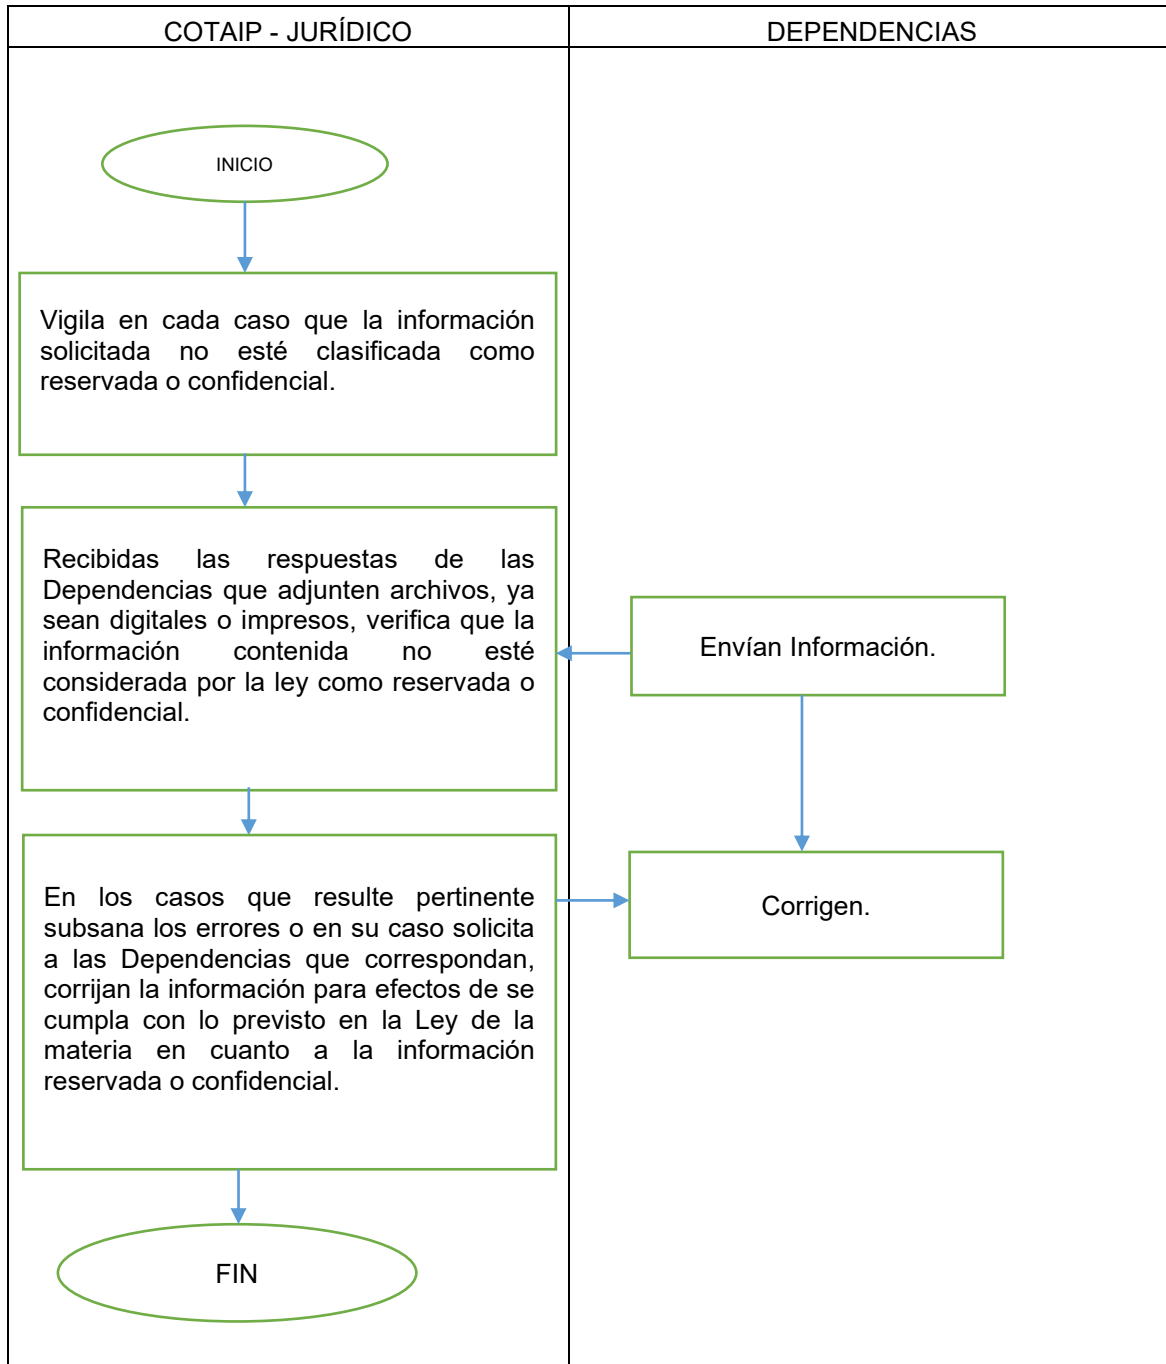 COTAIP - JURÍDICO
DEPENDENCIAS
INICIO
Vigila en cada caso que la información
solicitada no esté clasificada como
reservada o confidencial.
Recibidas las respuestas de las
Dependencias que adjunten archivos, ya
sean digitales o impresos, verifica que la
información contenida no esté
considerada por la ley como reservada o
confidencial.
Envían Información.
En los casos que resulte pertinente
subsana los errores o en su caso solicita
a las Dependencias que correspondan,
corrijan la información para efectos de se
cumpla con lo previsto en la Ley de la
materia en cuanto a la información
reservada o confidencial.
Corrigen.
FIN